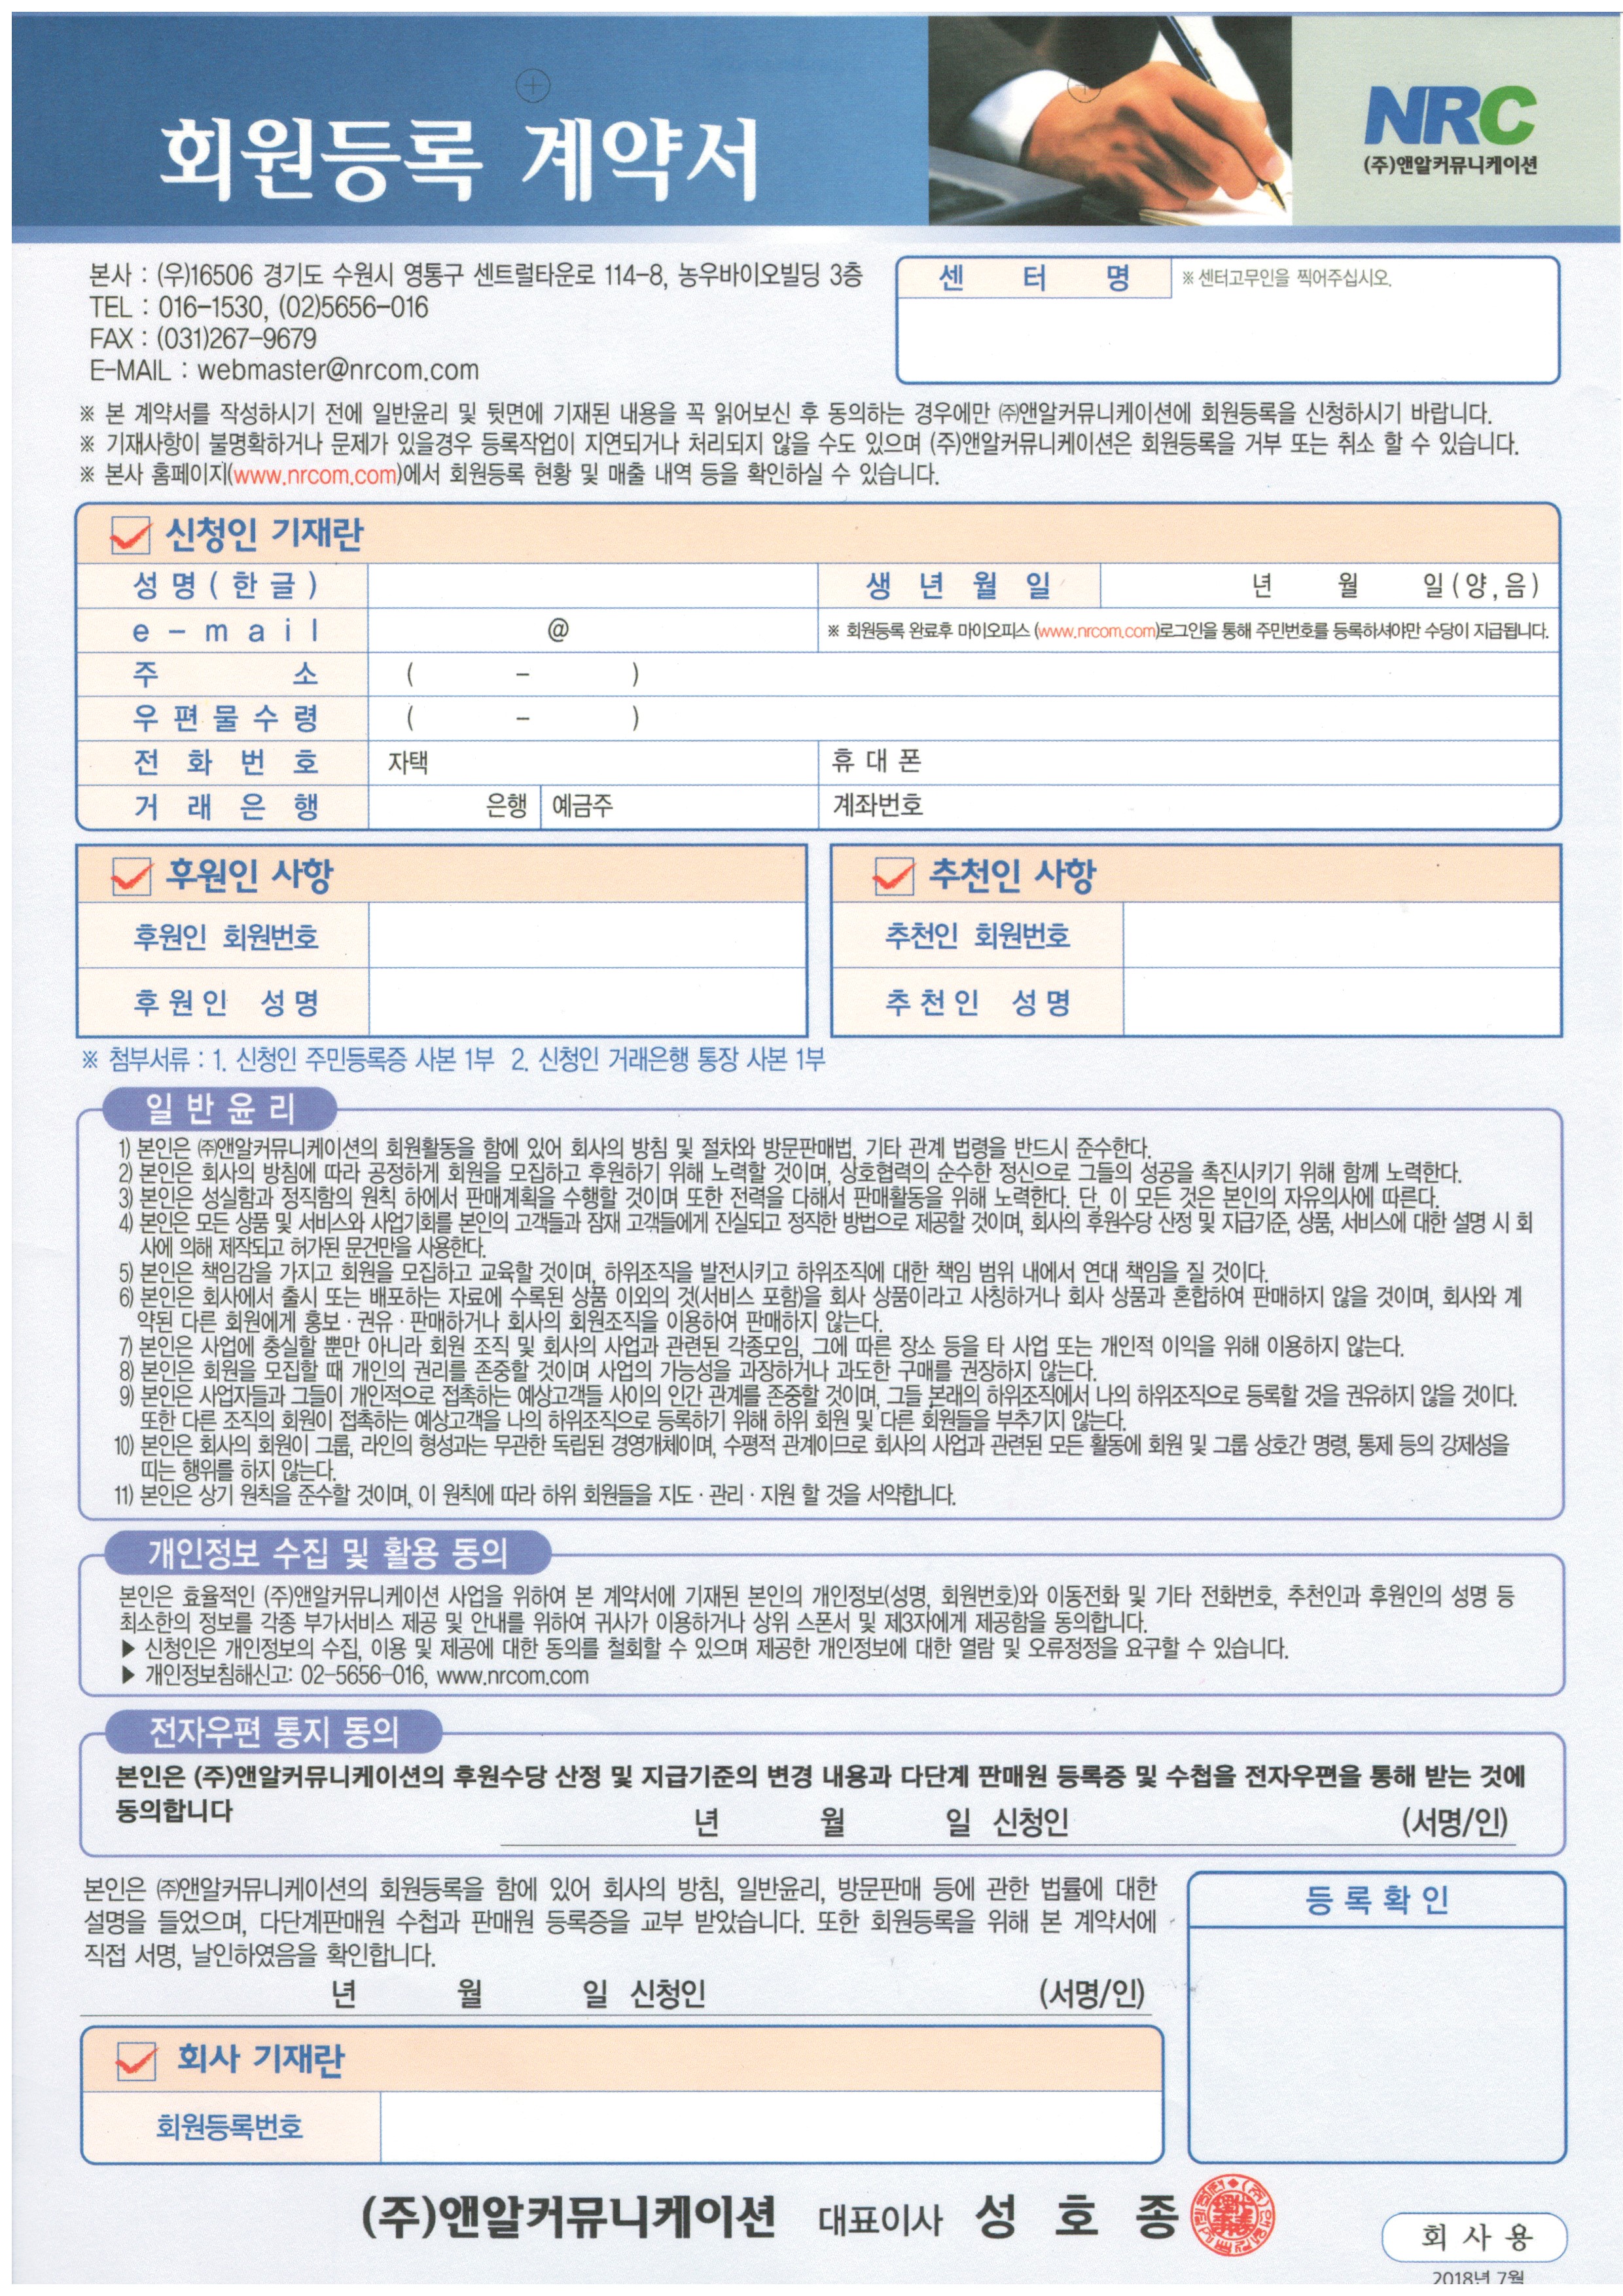 회원등록 계약서
NRC
(주)앤알커뮤니케이션
본사 : (우)16506 경기도 수원시 영통구 센트럴타운로 114-8, 농우바이오빌딩 3층
TEL : 016-1530, (02)5656-016
FAX : (031)267-9679
E-MAIL : webmaster@nrcom.com
센 터 명
※ 센터고무인을 찍어주십시오.
※ 본 계약서를 작성하시기 전에 일반윤리 및 뒷면에 기재된 내용을 꼭 읽어보신 후 동의하는 경우에만 ㈜앤알커뮤니케이션에 회원등록을 신청하시기 바랍니다.
※ 기재사항이 불명확하거나 문제가 있을경우 등록작업이 지연되거나 처리되지 않을 수도 있으며 (주)앤알커뮤니케이션은 회원등록을 거부 또는 취소 할 수 있습니다.
※ 본사 홈페이지(www.nrcom.com)에서 회원등록 현황 및 매출 내역 등을 확인하실 수 있습니다.
신청인 기재란
성 명 ( 한 글 ) 생 년 월 일 년 월 일 ( 양 , 음 )
e - m a i l @ ※ 회원등록 완료후 마이오피스 (www.nrcom.com)로그인을 통해 주민번호를 등록하셔야만 수당이 지급됩니다.
주 소 ( - )
우 편 물 수 령 ( - )
전 화 번 호 자택 휴 대 폰
거 래 은 행 은행 예금주 계좌번호
후원인 사항
후원인 회원번호
후 원 인 성 명
추천인 사항
추천인 회원번호
추 천 인 성 명
※ 첨부서류 : 1. 신청인 주민등록증 사본 1부 2. 신청인 거래은행 통장 사본 1부
일 반 윤 리
1) 본인은 ㈜앤알커뮤니케이션의 회원활동을 함에 있어 회사의 방침 및 절차와 방문판매법, 기타 관계 법령을 반드시 준수한다.
2) 본인은 회사의 방침에 따라 공정하게 회원을 모집하고 후원하기 위해 노력할 것이며, 상호협력의 순수한 정신으로 그들의 성공을 촉진시키기 위해 함께 노력한다.
3) 본인은 성실함과 정직함의 원칙 하에서 판매계획을 수행할 것이며 또한 전력을 다해서 판매활동을 위해 노력한다. 단, 이 모든 것은 본인의 자유의사에 따른다.
4) 본인은 모든 상품 및 서비스와 사업기회를 본인의 고객들과 잠재 고객들에게 진실되고 정직한 방법으로 제공할 것이며, 회사의 후원수당 산정 및 지급기준, 상품, 서비스에 대한 설명 시 회
사에 의해 제작되고 허가된 문건만을 사용한다.
5) 본인은 책임감을 가지고 회원을 모집하고 교육할 것이며, 하위조직을 발전시키고 하위조직에 대한 책임 범위 내에서 연대 책임을 질 것이다.
6) 본인은 회사에서 출시 또는 배포하는 자료에 수록된 상품 이외의 것(서비스 포함)을 회사 상품이라고 사칭하거나 회사 상품과 혼합하여 판매하지 않을 것이며, 회사와 계
약된 다른 회원에게 홍보 · 권유 · 판매하거나 회사의 회원조직을 이용하여 판매하지 않는다.
7) 본인은 사업에 충실할 뿐만 아니라 회원 조직 및 회사의 사업과 관련된 각종모임, 그에 따른 장소 등을 타 사업 또는 개인적 이익을 위해 이용하지 않는다.
8) 본인은 회원을 모집할 때 개인의 권리를 존중할 것이며 사업의 가능성을 과장하거나 과도한 구매를 권장하지 않는다.
9) 본인은 사업자들과 그들이 개인적으로 접촉하는 예상고객들 사이의 인간 관계를 존중할 것이며, 그들 본래의 하위조직에서 나의 하위조직으로 등록할 것을 권유하지 않을 것이다.
또한 다른 조직의 회원이 접촉하는 예상고객을 나의 하위조직으로 등록하기 위해 하위 회원 및 다른 회원들을 부추기지 않는다.
10) 본인은 회사의 회원이 그룹, 라인의 형성과는 무관한 독립된 경영개체이며, 수평적 관계이므로 회사의 사업과 관련된 모든 활동에 회원 및 그룹 상호간 명령, 통제 등의 강제성을
띠는 행위를 하지 않는다.
11) 본인은 상기 원칙을 준수할 것이며, 이 원칙에 따라 하위 회원들을 지도 · 관리 · 지원 할 것을 서약합니다.
개인정보 수집 및 활용 동의
본인은 효율적인 (주)앤알커뮤니케이션 사업을 위하여 본 계약서에 기재된 본인의 개인정보(성명, 회원번호)와 이동전화 및 기타 전화번호, 추천인과 후원인의 성명 등
최소한의 정보를 각종 부가서비스 제공 및 안내를 위하여 귀사가 이용하거나 상위 스폰서 및 제3자에게 제공함을 동의합니다.
▶ 신청인은 개인정보의 수집, 이용 및 제공에 대한 동의를 철회할 수 있으며 제공한 개인정보에 대한 열람 및 오류정정을 요구할 수 있습니다.
▶ 개인정보침해신고: 02-5656-016, www.nrcom.com
전자우편 통지 동의
본인은 (주)앤알커뮤니케이션의 후원수당 산정 및 지급기준의 변경 내용과 다단계 판매원 등록증 및 수첩을 전자우편을 통해 받는 것에
동의합니다
년 월 일 신청인 (서명/인)
본인은 ㈜앤알커뮤니케이션의 회원등록을 함에 있어 회사의 방침, 일반윤리, 방문판매 등에 관한 법률에 대한
설명을 들었으며, 다단계판매원 수첩과 판매원 등록증을 교부 받았습니다. 또한 회원등록을 위해 본 계약서에
직접 서명, 날인하였음을 확인합니다.
년 월 일 신청인 (서명/인)
등 록 확 인
회사 기재란
회원등록번호
(주)앤알커뮤니케이션 대표이사 성 호 종
회 사 용
2018년 7월